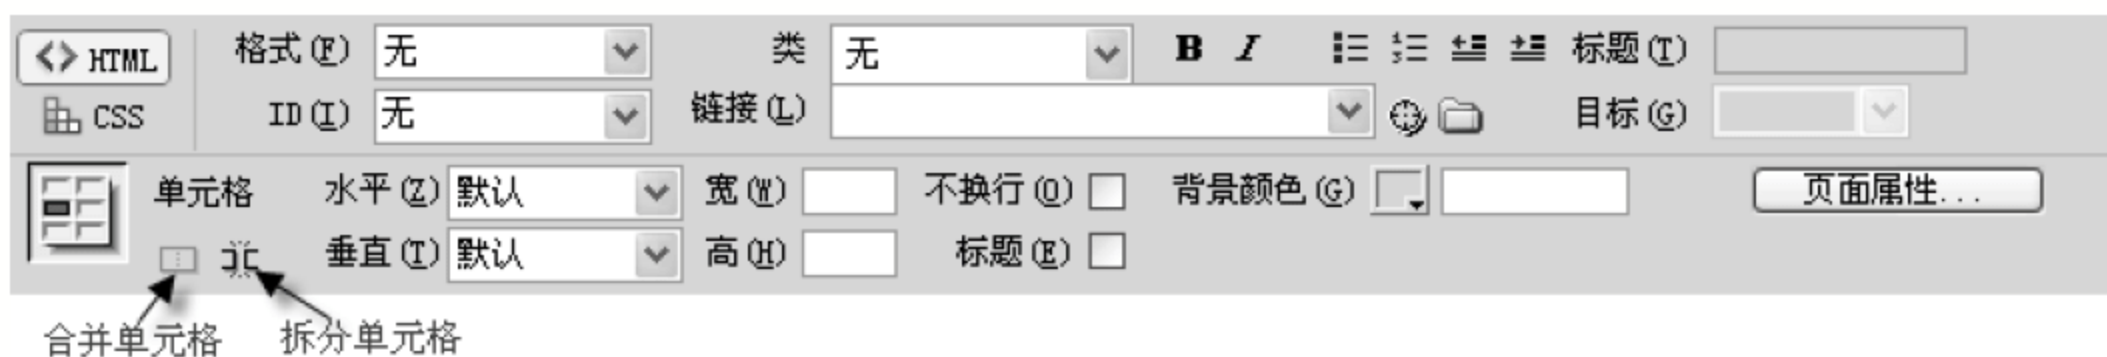 HTML 格式(F) 无 类 无 B I 标题(T)
CSS ID(I) 无 链接(L) 目标(G)
单元格 水平(Z) 默认 宽(W) 不换行(O) 背景颜色(G) 页面属性...
垂直(T) 默认 高(H) 标题(E)
合并单元格 拆分单元格